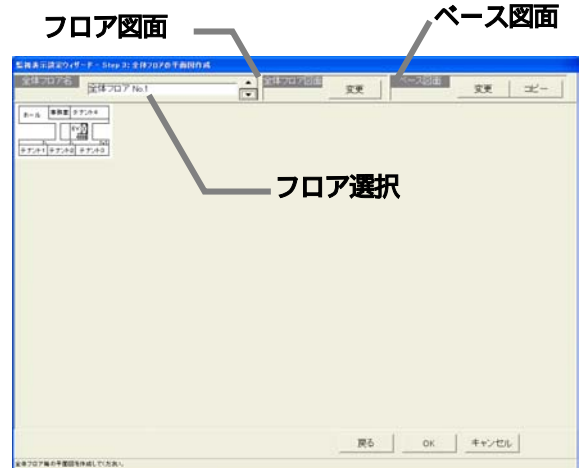 フロア図面
ベース図面
監視表示設定ウィザード - Step 3: 全体フロアの平面図作成
全体フロア名
全体フロア No.1
全体フロア図面
変更
ベース図面
変更
コピー
ホール
事務室
テナント4
EV
テナント1
テナント2
テナント3
フロア選択
戻る
OK
キャンセル
全体フロア毎の平面図を作成してください。